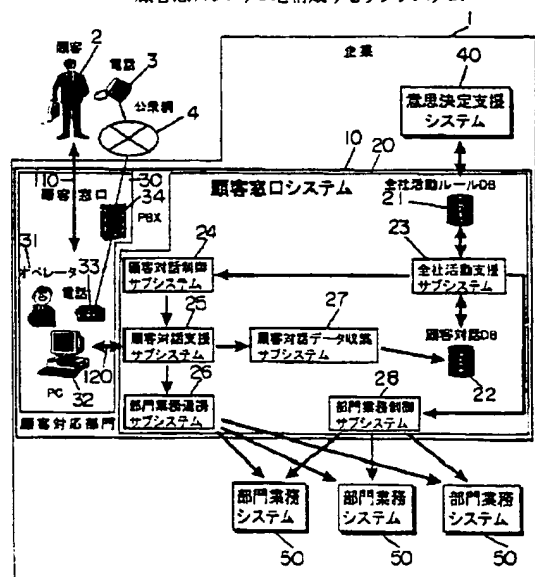 顧客窓口システムを構成するサブシステム
1
企業
2
顧客
電話
3
公衆網
4
40
意思決定支援
システム
10
20
110
30
顧客窓口
34
PBX
顧客窓口システム
全社活動ルールDB
21
31
オペレータ
33
電話
24
顧客対話制御
サブシステム
23
全社活動支援
サブシステム
25
顧客対話支援
サブシステム
27
顧客対話データ収集
サブシステム
顧客対話DB
22
120
PC
32
26
部門業務連携
サブシステム
28
部門業務制御
サブシステム
顧客対応部門
部門業務
システム
50
部門業務
システム
50
部門業務
システム
50